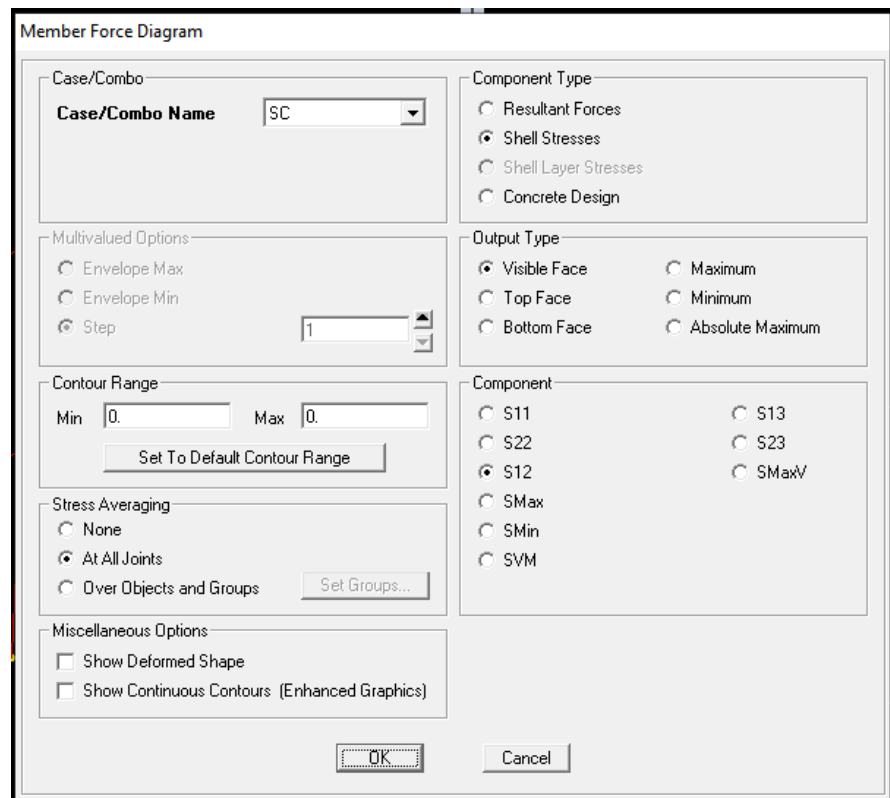 Member Force Diagram
Case/Combo
Case/Combo Name SC
Multivalued Options
Envelope Max
Envelope Min
Step 1
Contour Range
Min 0. Max 0.
Set To Default Contour Range
Stress Averaging
None
At All Joints
Over Objects and Groups Set Groups...
Miscellaneous Options
Show Deformed Shape
Show Continuous Contours (Enhanced Graphics)
Component Type
Resultant Forces
Shell Stresses
Shell Layer Stresses
Concrete Design
Output Type
Visible Face Maximum
Top Face Minimum
Bottom Face Absolute Maximum
Component
S11 S13
S22 S23
S12 SMaxV
SMax
SMin
SVM
OK Cancel